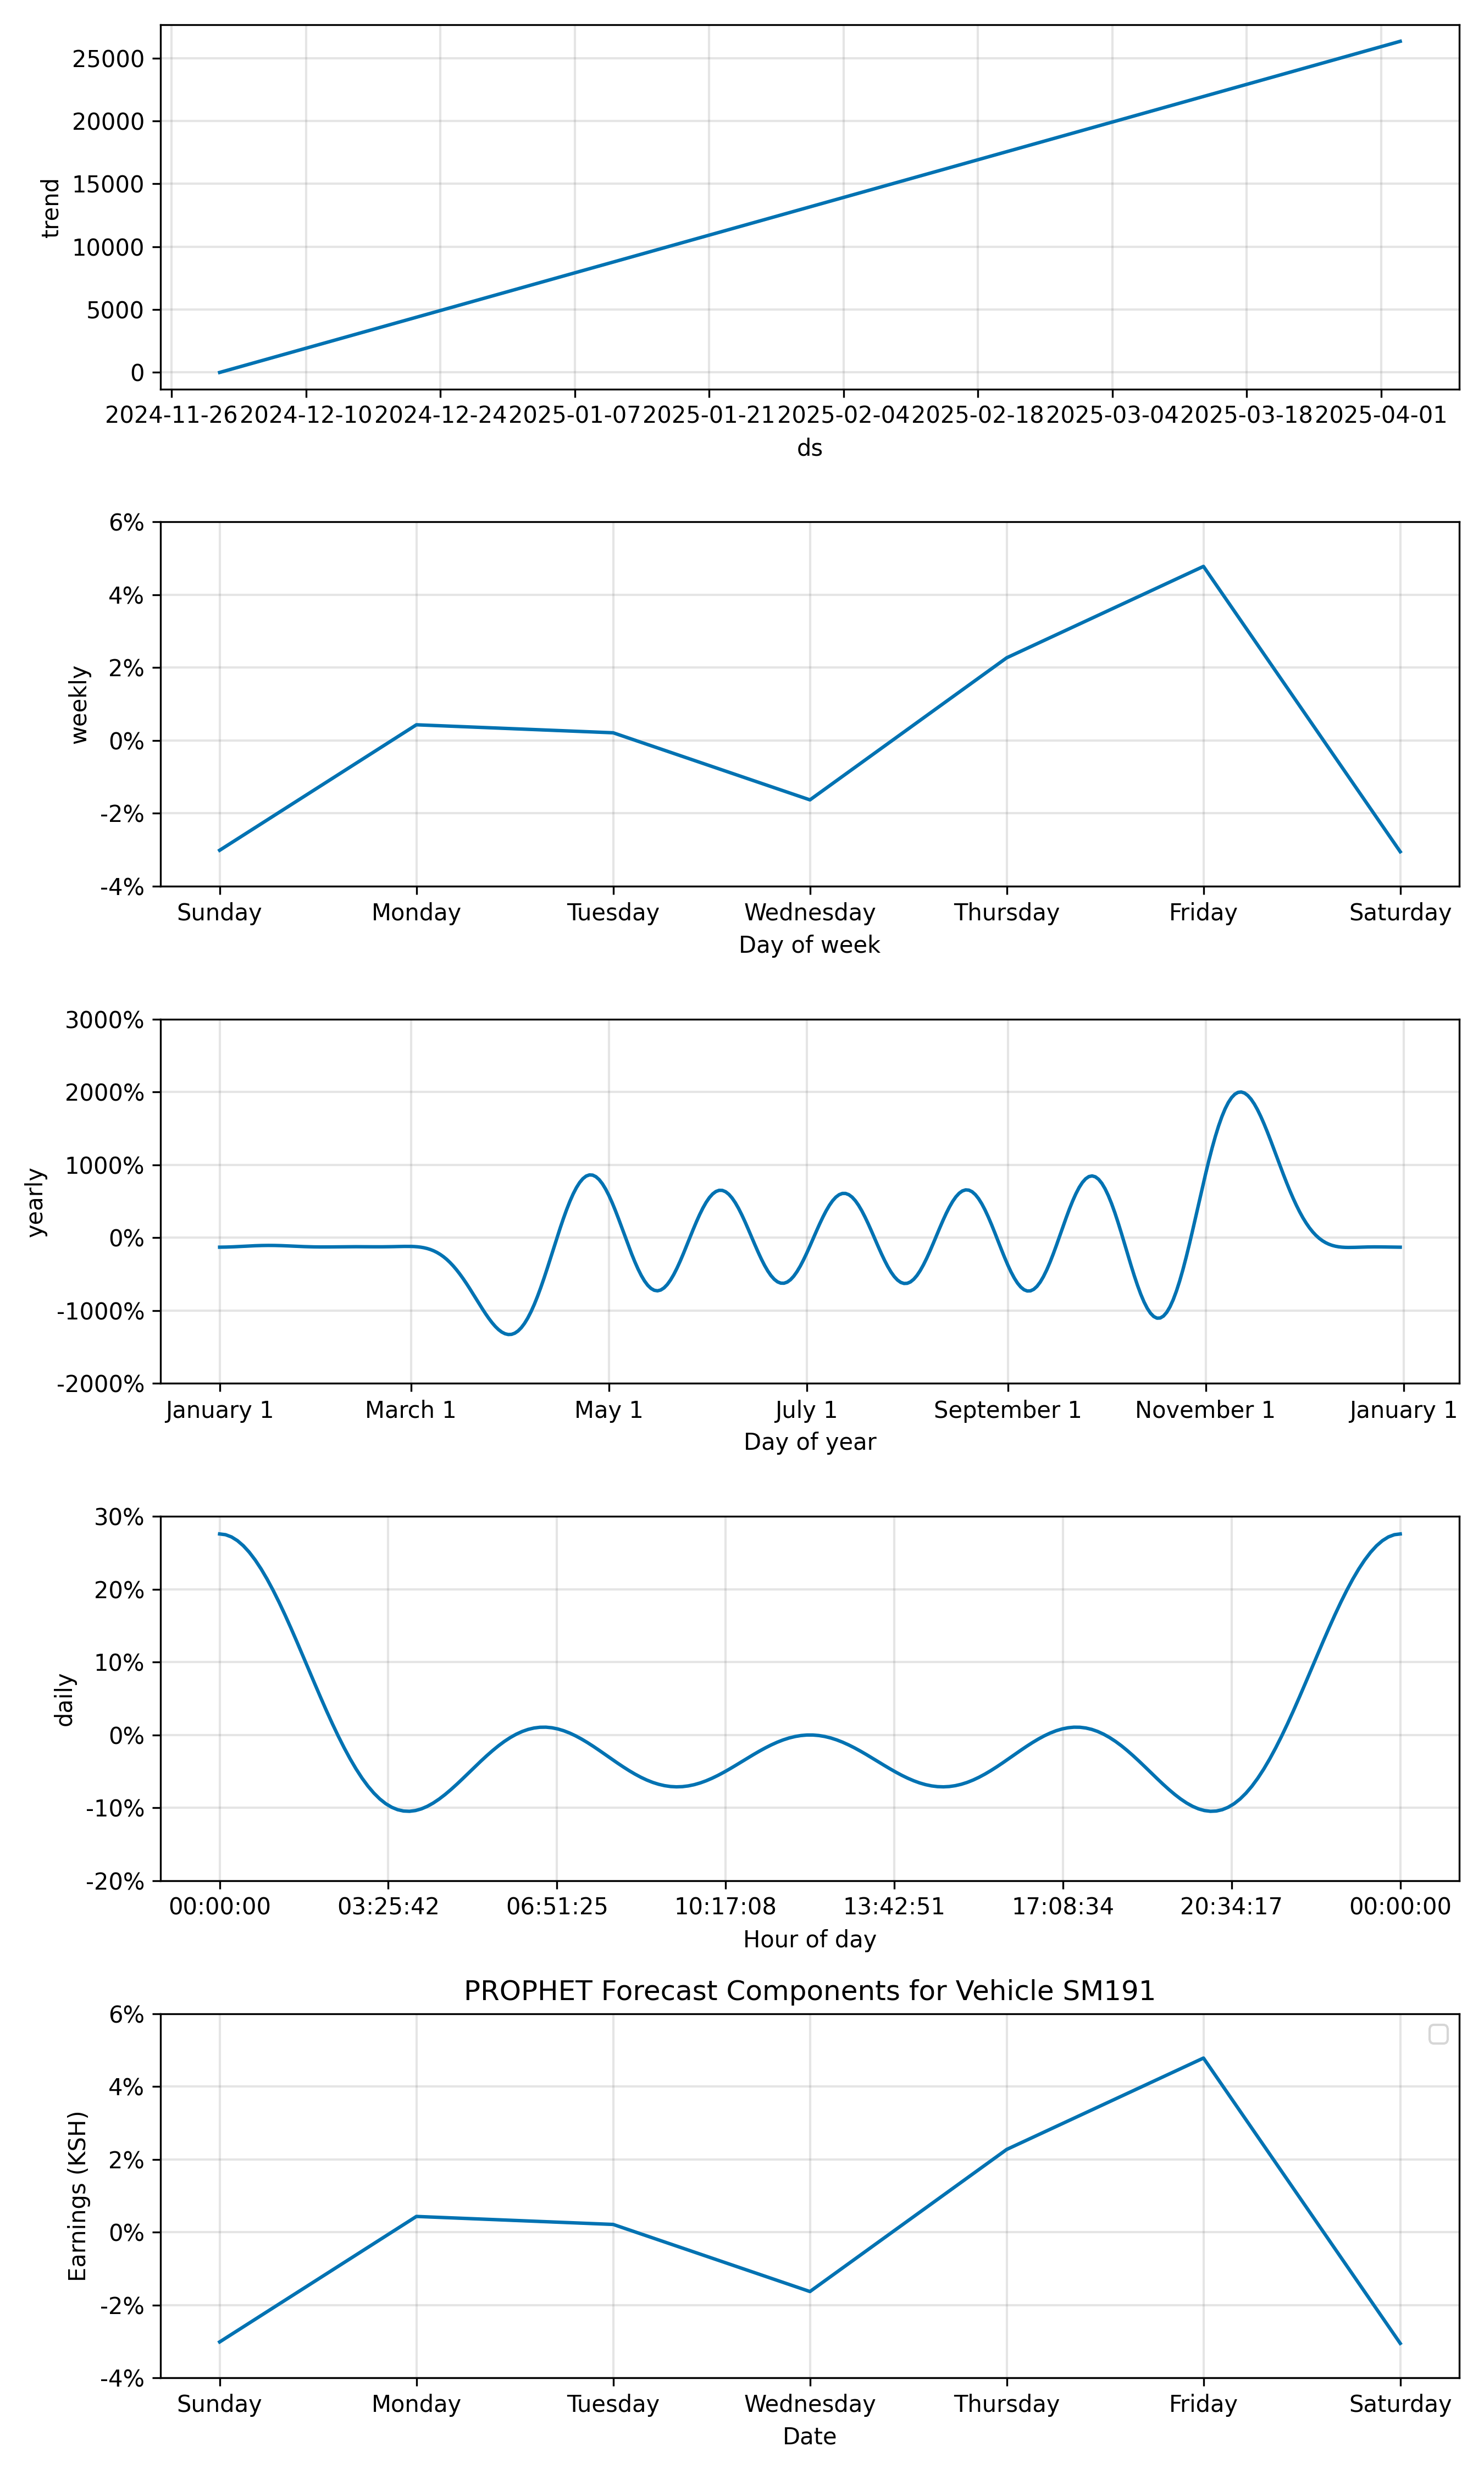 25000
20000
15000
10000
5000
0
trend
2024-11-26 2024-12-10 2024-12-24 2025-01-07 2025-01-21 2025-02-04 2025-02-18 2025-03-04 2025-03-18 2025-04-01
ds
6%
4%
2%
0%
-2%
-4%
weekly
Sunday Monday Tuesday Wednesday Thursday Friday Saturday
Day of week
3000%
2000%
1000%
0%
-1000%
-2000%
yearly
January 1 March 1 May 1 July 1 September 1 November 1 January 1
Day of year
30%
20%
10%
0%
-10%
-20%
daily
00:00:00 03:25:42 06:51:25 10:17:08 13:42:51 17:08:34 20:34:17 00:00:00
Hour of day
PROPHET Forecast Components for Vehicle SM191
6%
4%
2%
0%
-2%
-4%
Earnings (KSH)
Sunday Monday Tuesday Wednesday Thursday Friday Saturday
Date